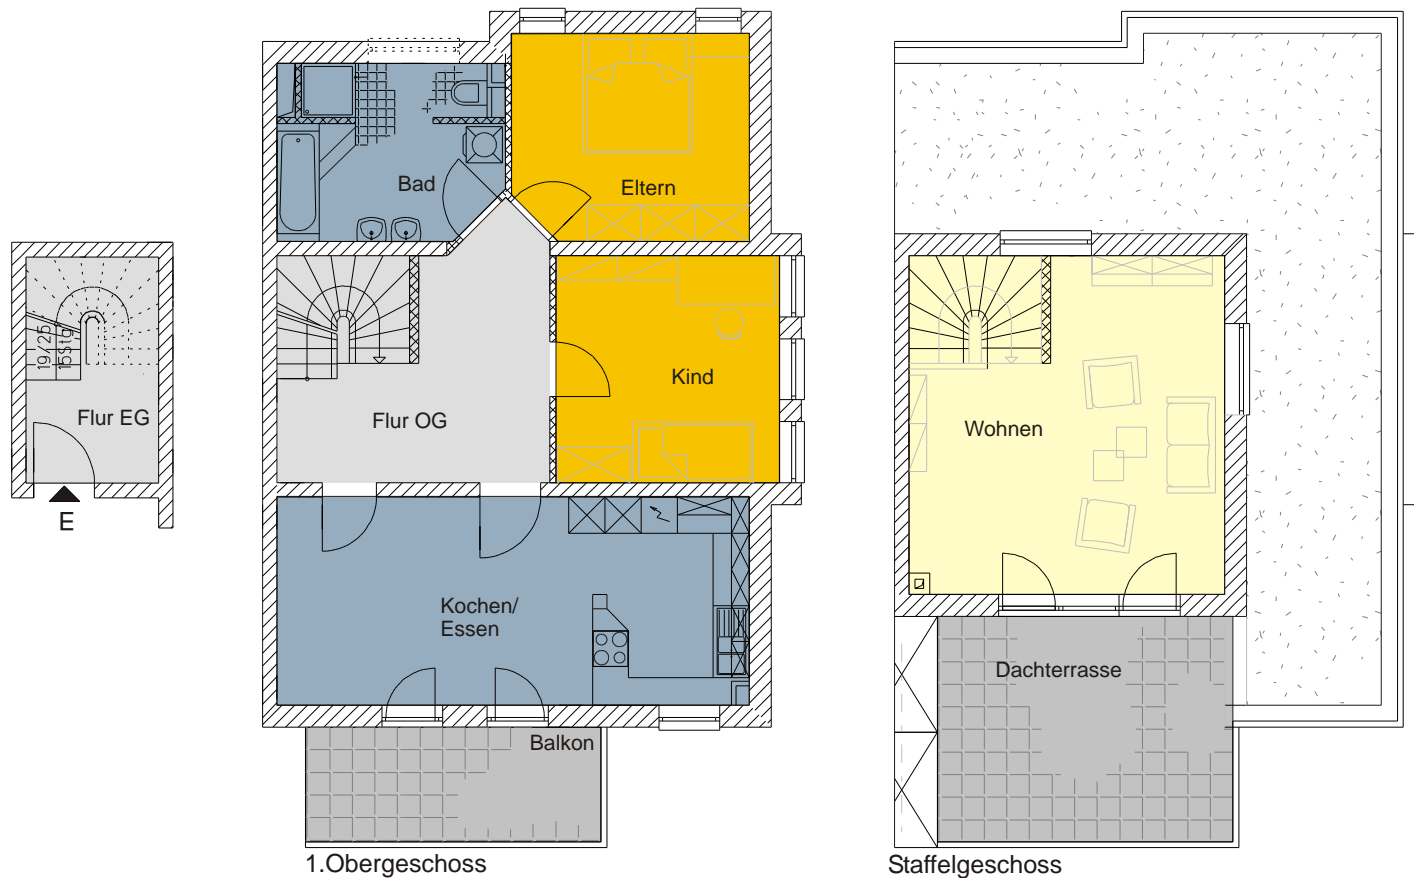 19/25
15Stg
Flur EG
E
Bad
Eltern
Flur OG
Kind
Kochen/
Essen
Balkon
1.Obergeschoss
Wohnen
Dachterrasse
Staffelgeschoss